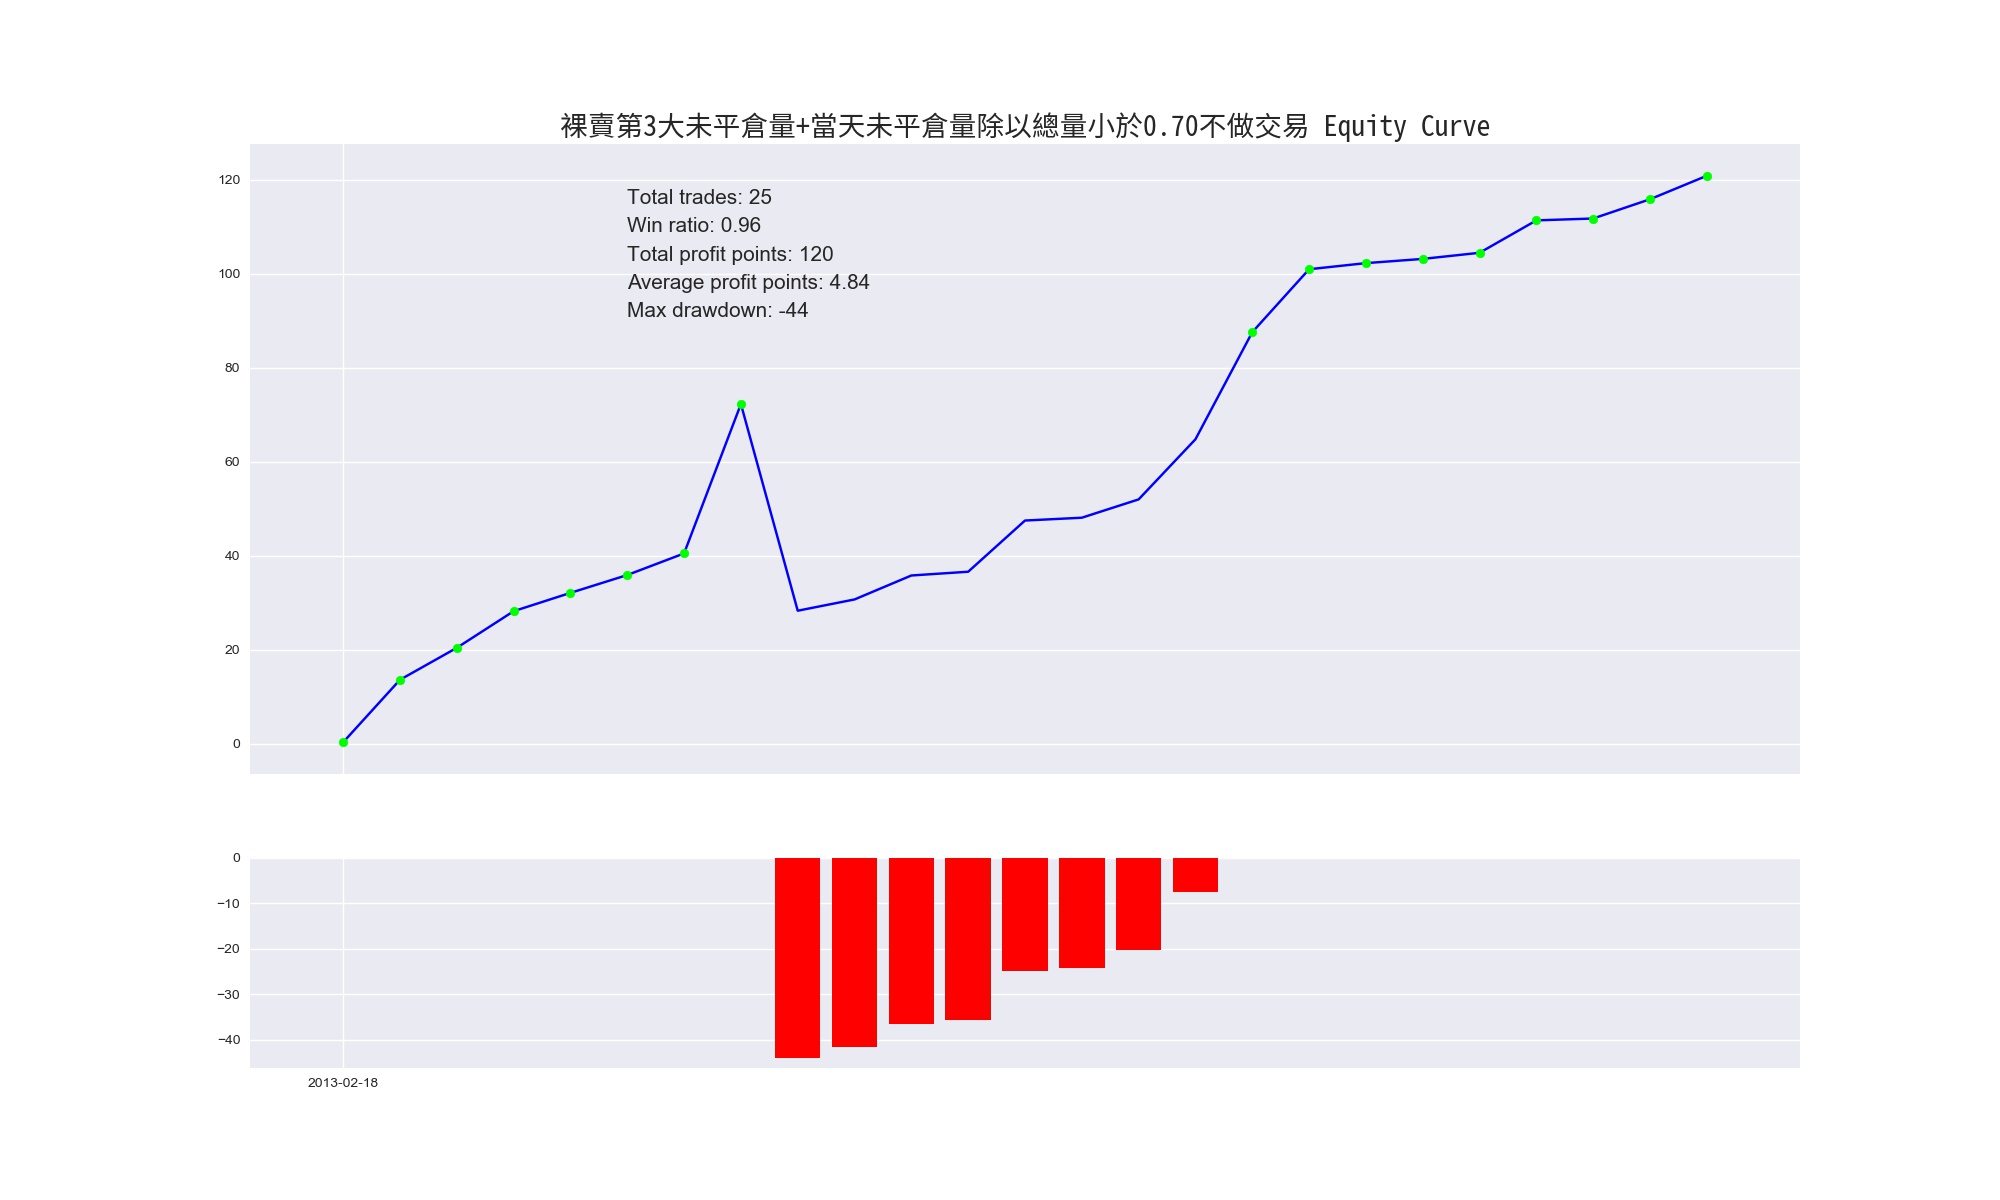 裸賣第3大未平倉量+當天未平倉量除以總量小於0.70不做交易 Equity Curve
120
100
80
60
40
20
0
Total trades: 25
Win ratio: 0.96
Total profit points: 120
Average profit points: 4.84
Max drawdown: -44
0
−10
−20
−30
−40
2013-02-18